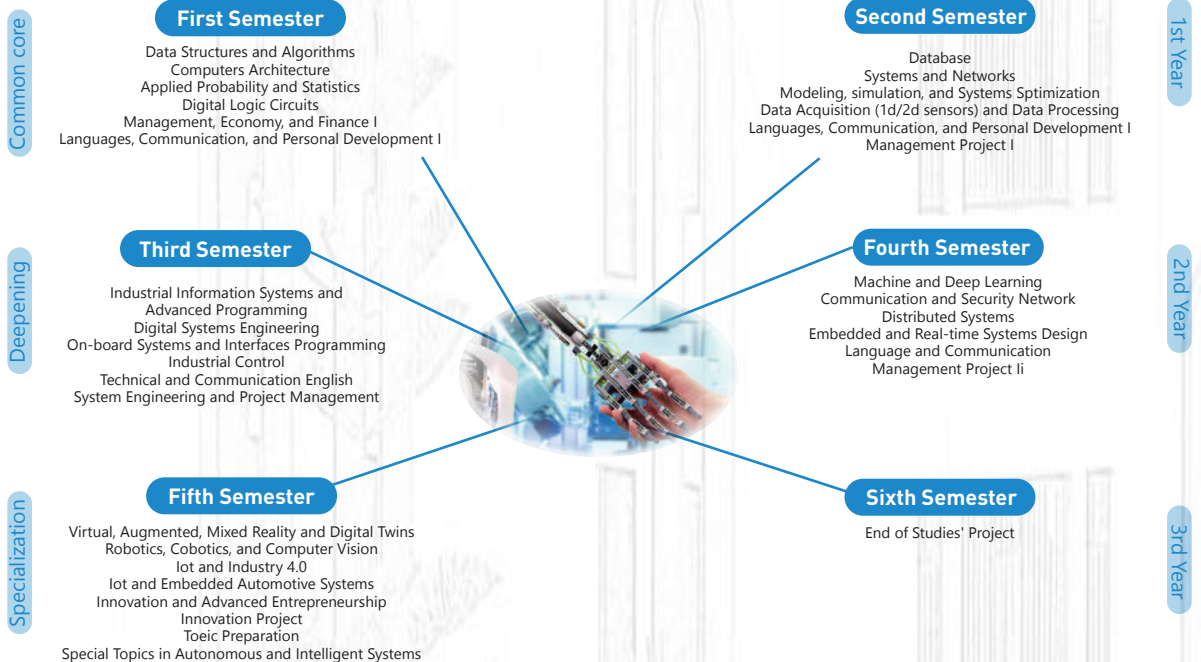 Common core
First Semester
Data Structures and Algorithms
Computers Architecture
Applied Probability and Statistics
Digital Logic Circuits
Management, Economy, and Finance I
Languages, Communication, and Personal Development I
Second Semester
Database
Systems and Networks
Modeling, simulation, and Systems Sptimization
Data Acquisition (1d/2d sensors) and Data Processing
Languages, Communication, and Personal Development I
Management Project I
1st Year
Deepening
Third Semester
Industrial Information Systems and
Advanced Programming
Digital Systems Engineering
On-board Systems and Interfaces Programming
Industrial Control
Technical and Communication English
System Engineering and Project Management
Fourth Semester
Machine and Deep Learning
Communication and Security Network
Distributed Systems
Embedded and Real-time Systems Design
Language and Communication
Management Project Ii
2nd Year
Specialization
Fifth Semester
Virtual, Augmented, Mixed Reality and Digital Twins
Robotics, Cobotics, and Computer Vision
Iot and Industry 4.0
Iot and Embedded Automotive Systems
Innovation and Advanced Entrepreneurship
Innovation Project
Toeic Preparation
Special Topics in Autonomous and Intelligent Systems
Sixth Semester
End of Studies' Project
3rd Year